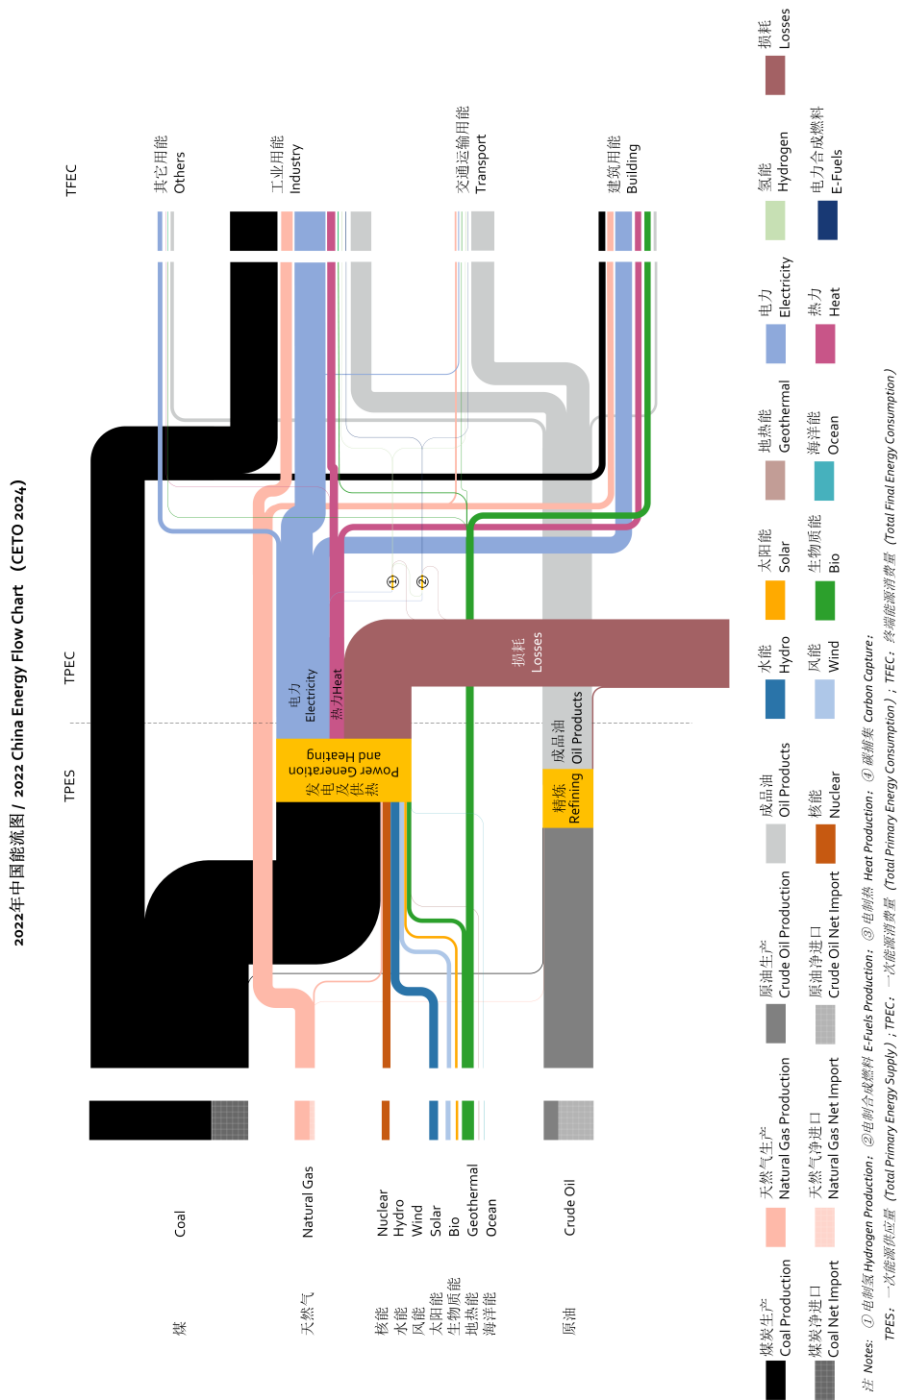 2022年中国能流图 / 2022 China Energy Flow Chart （CETO 2024）
TPES
TPEC
TFEC
煤
Coal
天然气
Natural Gas
核能
Nuclear
水能
Hydro
风能
Wind
太阳能
Solar
生物质能
Bio
地热能
Geothermal
海洋能
Ocean
原油
Crude Oil
发电及供热
Power Generation
and Heating
精炼
Refining
电力
Electricity
热力Heat
损耗
Losses
成品油
Oil Products
①
②
其它用能
Others
工业用能
Industry
交通运输用能
Transport
建筑用能
Building
煤炭生产
Coal Production
天然气生产
Natural Gas Production
原油生产
Crude Oil Production
成品油
Oil Products
水能
Hydro
太阳能
Solar
地热能
Geothermal
电力
Electricity
氢能
Hydrogen
损耗
Losses
煤炭净进口
Coal Net Import
天然气净进口
Natural Gas Net Import
原油净进口
Crude Oil Net Import
核能
Nuclear
风能
Wind
生物质能
Bio
海洋能
Ocean
热力
Heat
电力合成燃料
E-Fuels
注 Notes: ①电制氢 Hydrogen Production; ②电制合成燃料 E-Fuels Production; ③电制热 Heat Production; ④碳捕集 Carbon Capture;
TPES: 一次能源供应量（Total Primary Energy Supply）; TPEC: 一次能源消费量（Total Primary Energy Consumption）; TFEC: 终端能源消费量（Total Final Energy Consumption）